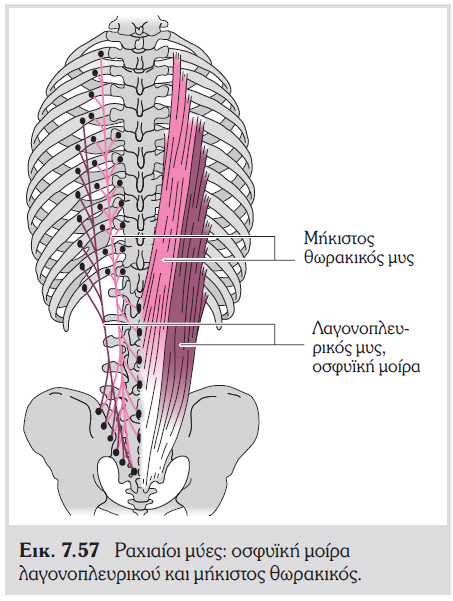 Μήκιστος
θωρακικός μυς
Λαγονοπλευ-
ρικός μυς,
οσφυϊκή μοίρα
Εικ. 7.57 Ραχιαίοι μύες: οσφυϊκή μοίρα
λαγονοπλευρικού και μήκιστος θωρακικός.